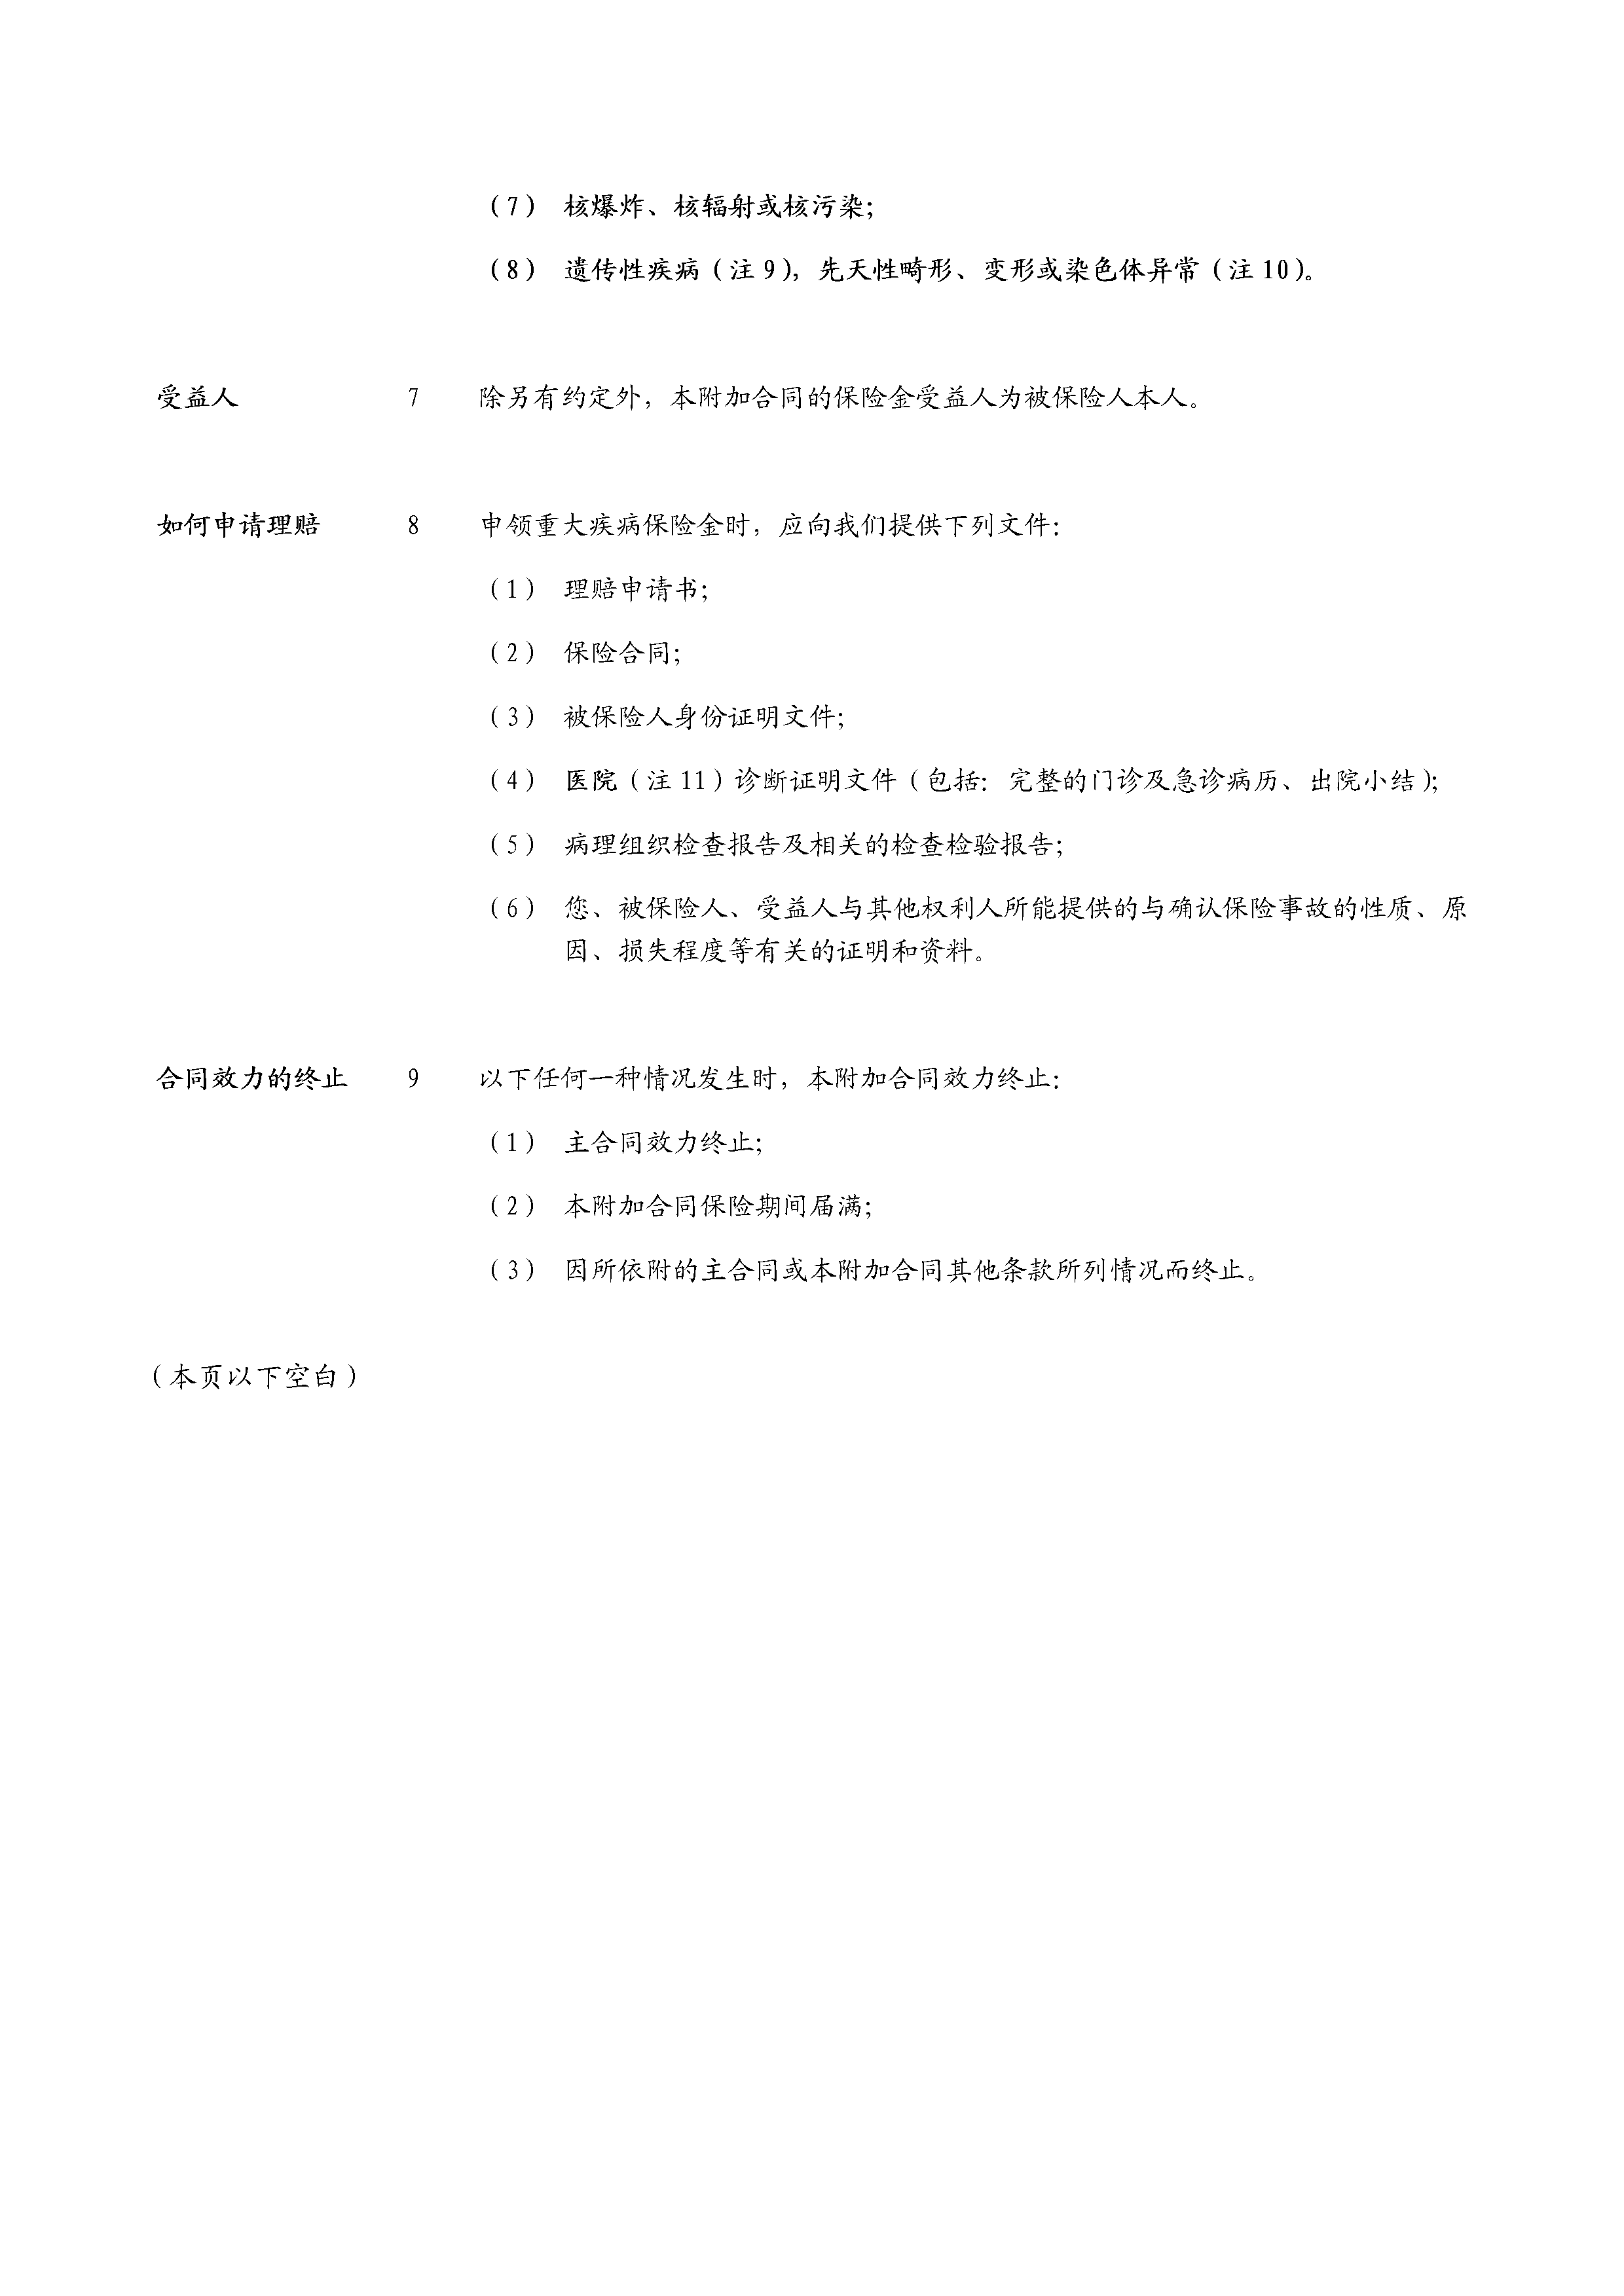 （7） 核爆炸、核辐射或核污染；
（8） 遗传性疾病（注 9），先天性畸形、变形或染色体异常（注 10）。
受益人 7 除另有约定外，本附加合同的保险金受益人为被保险人本人。
如何申请理赔 8 申领重大疾病保险金时，应向我们提供下列文件：
（1） 理赔申请书；
（2） 保险合同；
（3） 被保险人身份证明文件；
（4） 医院（注 11）诊断证明文件（包括：完整的门诊及急诊病历、出院小结）；
（5） 病理组织检查报告及相关的检查检验报告；
（6） 您、被保险人、受益人与其他权利人所能提供的与确认保险事故的性质、原
因、损失程度等有关的证明和资料。
合同效力的终止 9 以下任何一种情况发生时，本附加合同效力终止：
（1） 主合同效力终止；
（2） 本附加合同保险期间届满；
（3） 因所依附的主合同或本附加合同其他条款所列情况而终止。
（本页以下空白）